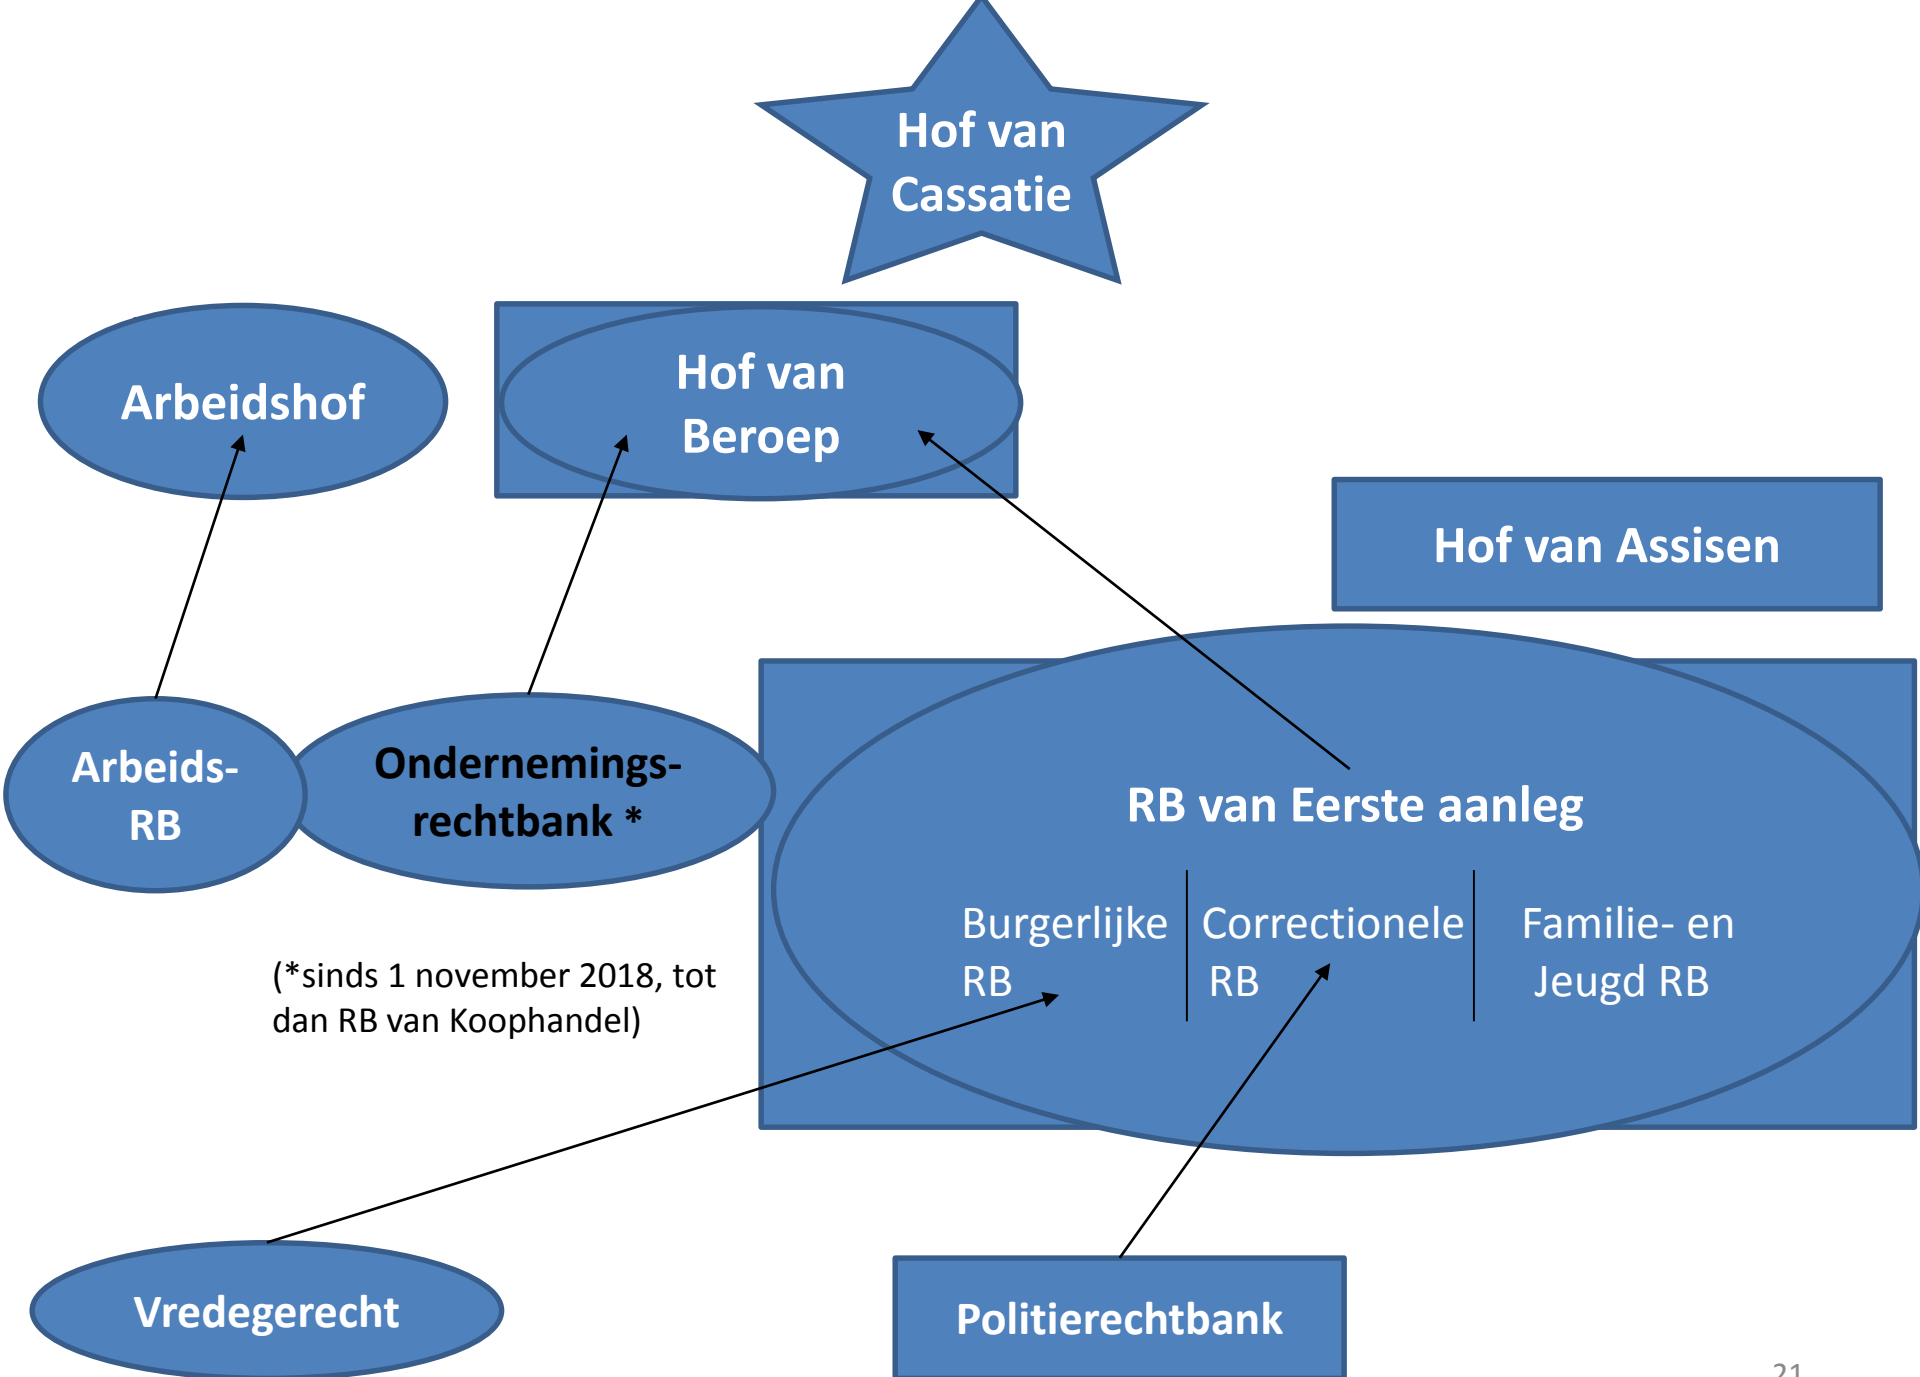 Hof van
Cassatie
Arbeidshof
Hof van
Beroep
Hof van Assisen
Arbeids-
RB
Ondernemings-
rechtbank *
RB van Eerste aanleg
Burgerlijke
RB
Correctionele
RB
Familie- en
Jeugd RB
(*sinds 1 november 2018, tot
dan RB van Koophandel)
Vredegerecht
Politierechtbank
21